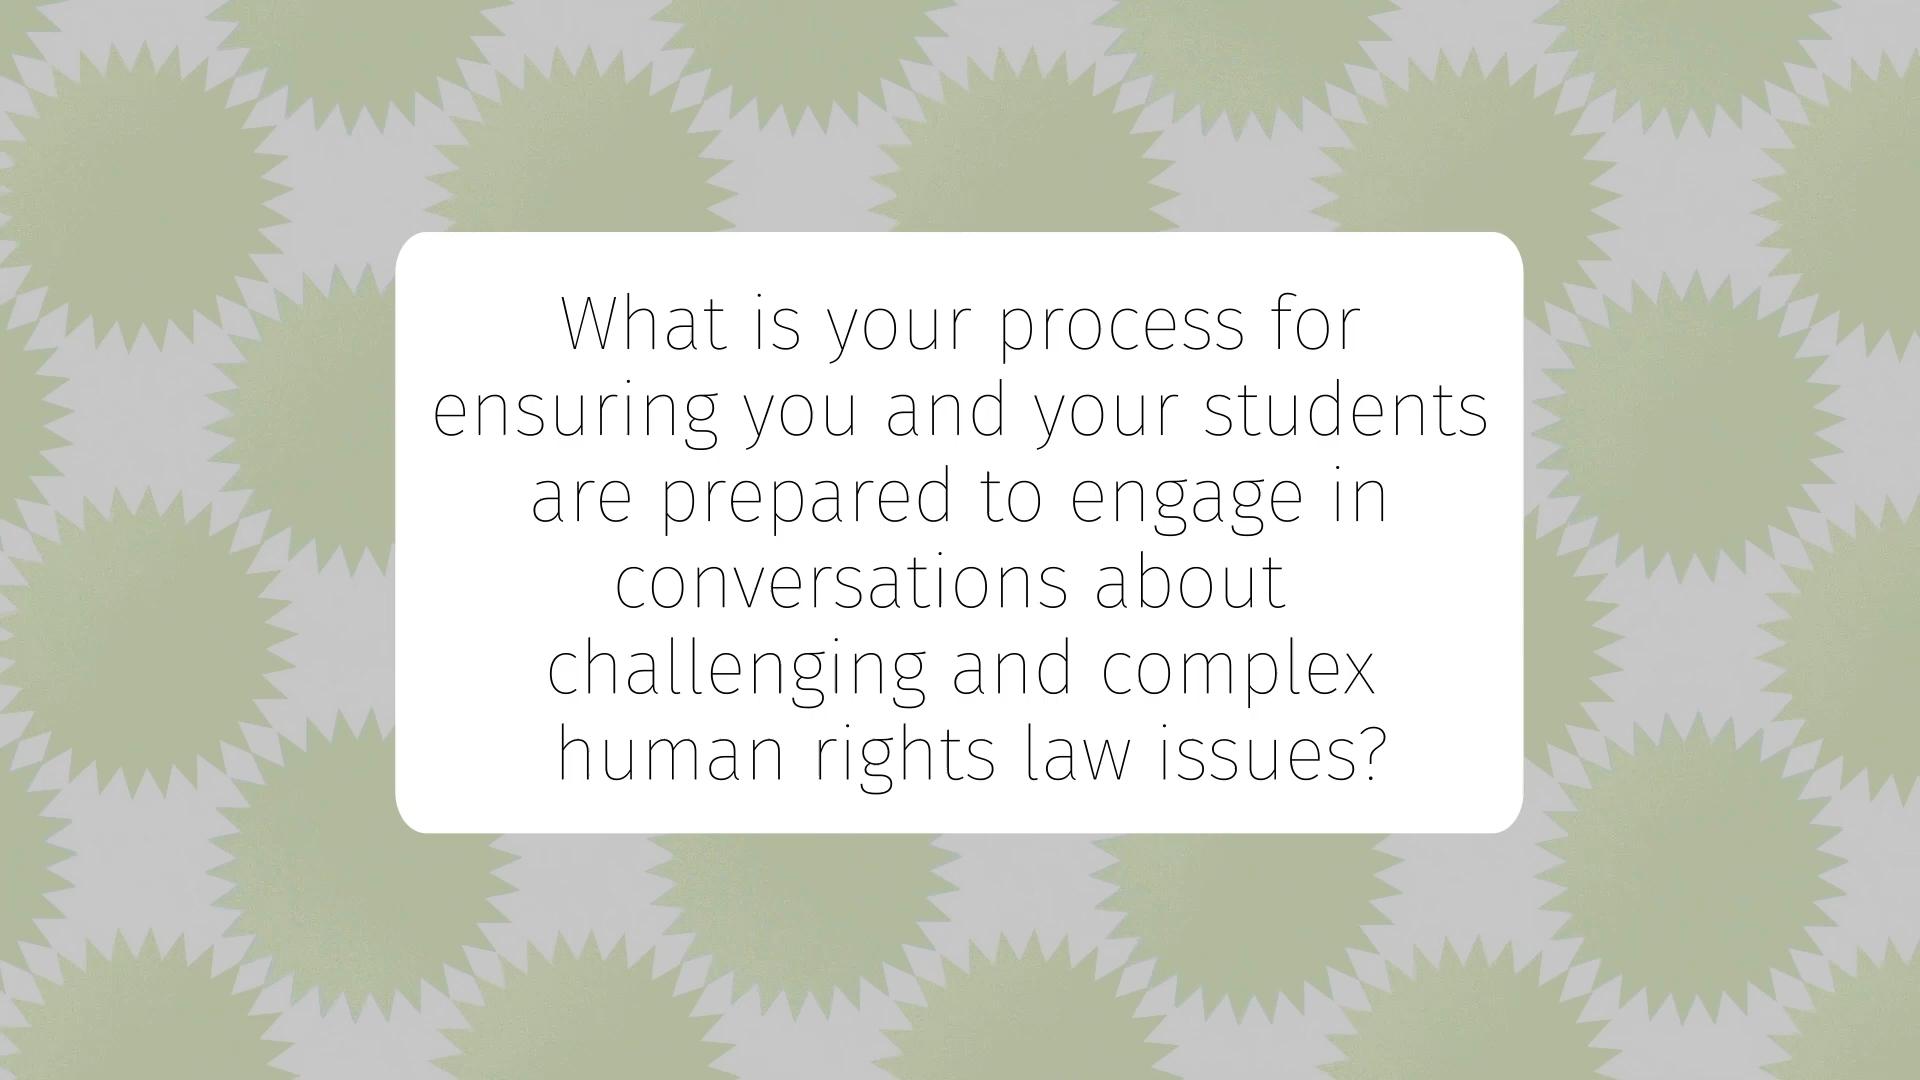 What is your process for
ensuring you and your students
are prepared to engage in
conversations about
challenging and complex
human rights law issues?